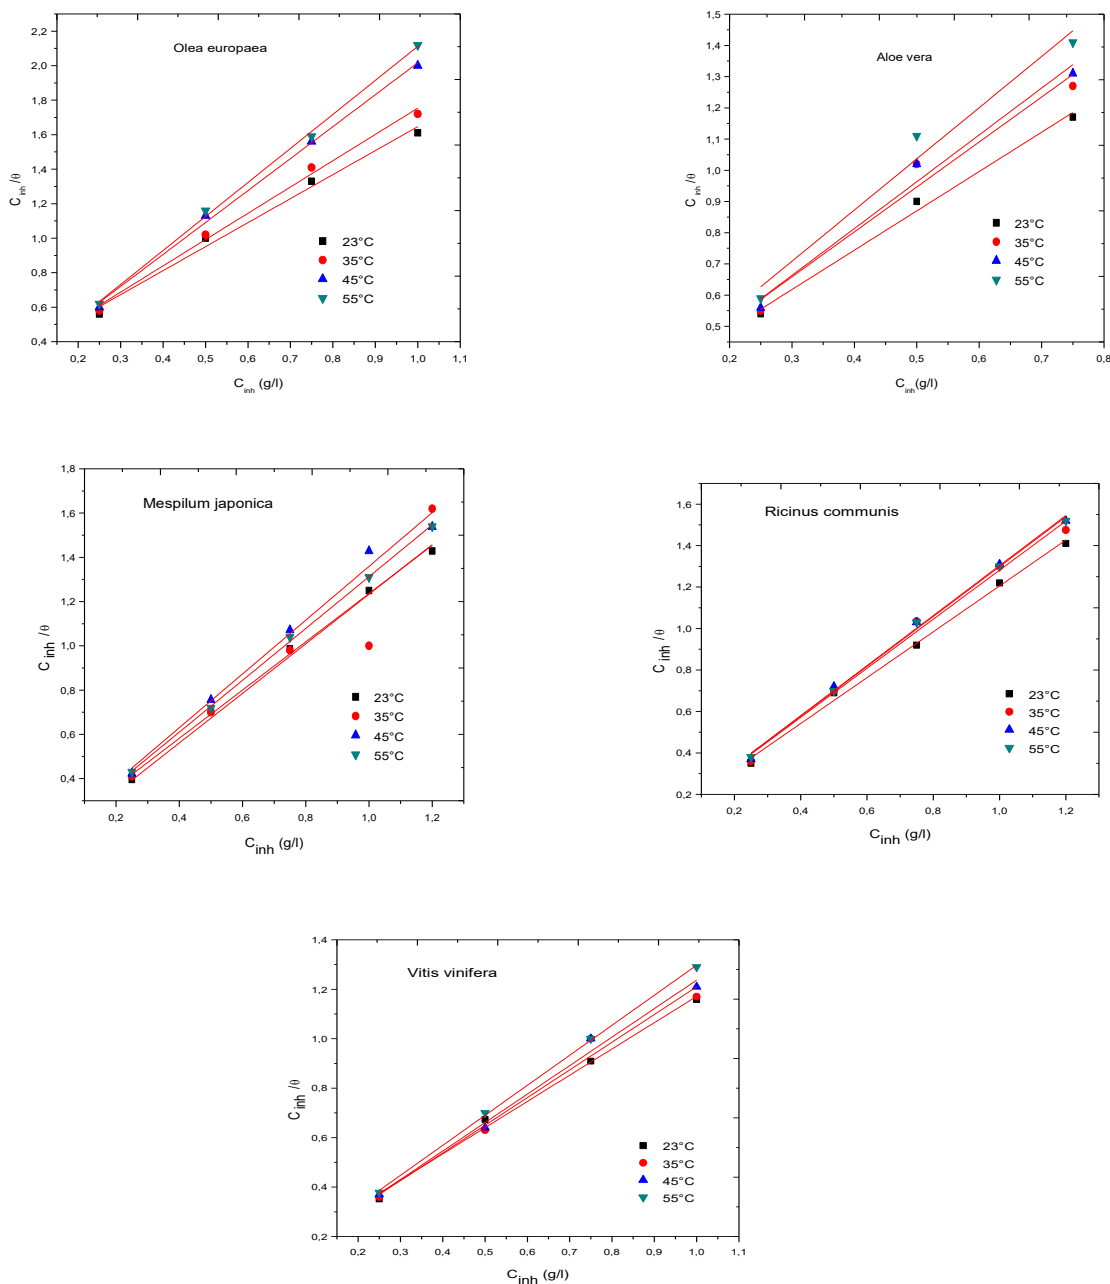 Olea europaea
2,2
2,0
1,8
1,6
1,4
1,2
1,0
0,8
0,6
0,4
C inh /θ
23°C
35°C
45°C
55°C
0,2 0,3 0,4 0,5 0,6 0,7 0,8 0,9 1,0 1,1
C inh (g/l)
Aloe vera
1,5
1,4
1,3
1,2
1,1
1,0
0,9
0,8
0,7
0,6
0,5
C inh /θ
23°C
35°C
45°C
55°C
0,2 0,3 0,4 0,5 0,6 0,7 0,8
C inh (g/l)
Mespilum japonica
1,8
1,6
1,4
1,2
1,0
0,8
0,6
0,4
C inh /θ
23°C
35°C
45°C
55°C
0,2 0,4 0,6 0,8 1,0 1,2
C inh (g/l)
Ricinus communis
1,6
1,4
1,2
1,0
0,8
0,6
0,4
0,2
C inh /θ
23°C
35°C
45°C
55°C
0,2 0,4 0,6 0,8 1,0 1,2
C inh (g/l)
Vitis vinifera
1,4
1,2
1,0
0,8
0,6
0,4
0,2
C inh /θ
23°C
35°C
45°C
55°C
0,2 0,3 0,4 0,5 0,6 0,7 0,8 0,9 1,0 1,1
C inh (g/l)